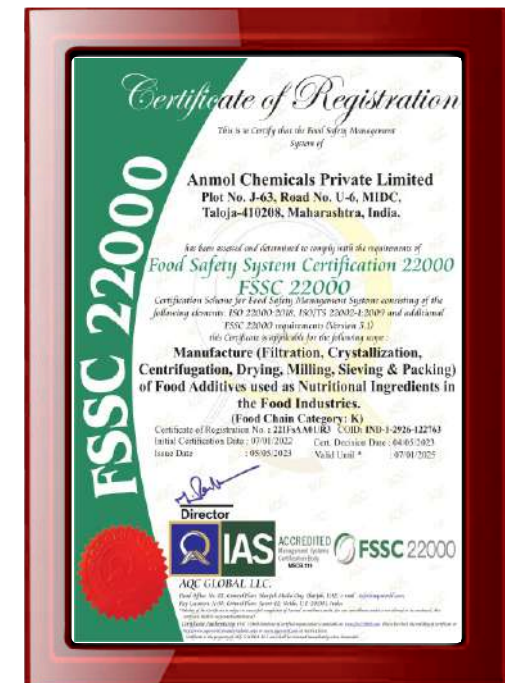 Certificate of Registration
This is to Certify that the Food Safety Management
System of
Anmol Chemicals Private Limited
Plot No. J-63, Road No. U-6, MIDC,
Taloja-410208, Maharashtra, India.
has been assessed and determined to comply with the requirements of
Food Safety System Certification 22000
FSSC 22000
Certification Scheme for Food Safety Management Systems consisting of the
following elements: ISO 22000:2018, ISO/TS 22002-1:2009 and additional
FSSC 22000 requirements (Version 5.1)
this Certificate is applicable for the following scope:
Manufacture (Filtration, Crystallization,
Centrifugation, Drying, Milling, Sieving & Packing)
of Food Additives used as Nutritional Ingredients in
the Food Industries.
(Food Chain Category: K)
Certificate of Registration No. : 221FsAA01UR3 COID: IND-1-2926-122763
Initial Certification Date : 07/01/2022 Cert. Decision Date : 04/05/2023
Issue Date : 05/05/2023 Valid Until * : 07/01/2025
Director
FSSC 22000
Q IAS ACCREDITED
Management Systems
Certification Body
FSSC 22000
AQC GLOBAL LLC.